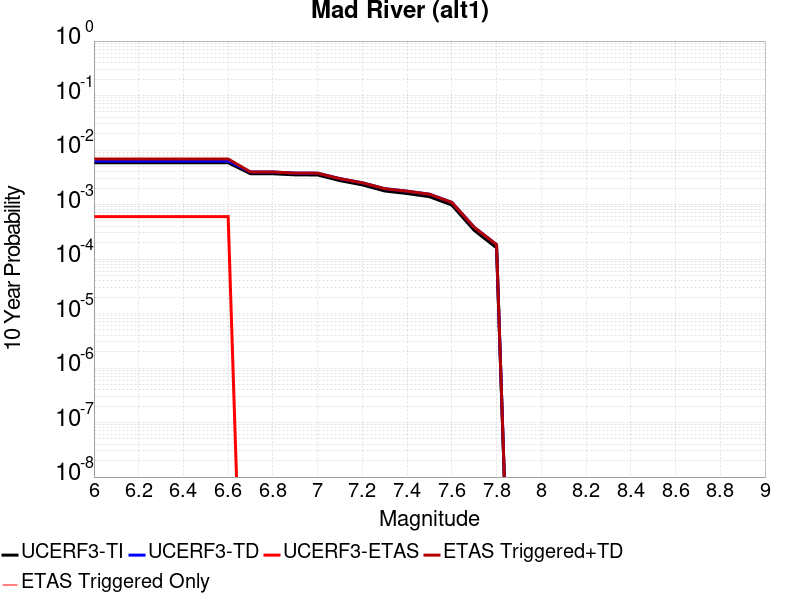 Mad River (alt1)
10 0
10 -1
10 -2
10 -3
10 -4
10 -5
10 -6
10 -7
10 -8
10 Year Probability
6 6.2 6.4 6.6 6.8 7 7.2 7.4 7.6 7.8 8 8.2 8.4 8.6 8.8 9
Magnitude
UCERF3-TI UCERF3-TD UCERF3-ETAS ETAS Triggered+TD
ETAS Triggered Only